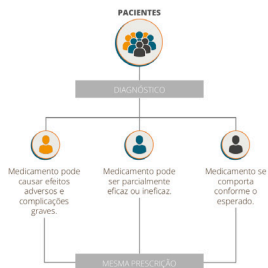 PACIENTES
DIAGNÓSTICO
Medicamento pode
causar efeitos
adversos e
complicações
graves.
Medicamento pode
ser parcialmente
eficaz ou ineficaz.
Medicamento se
comporta
conforme o
esperado.
MESMA PRESCRIÇÃO